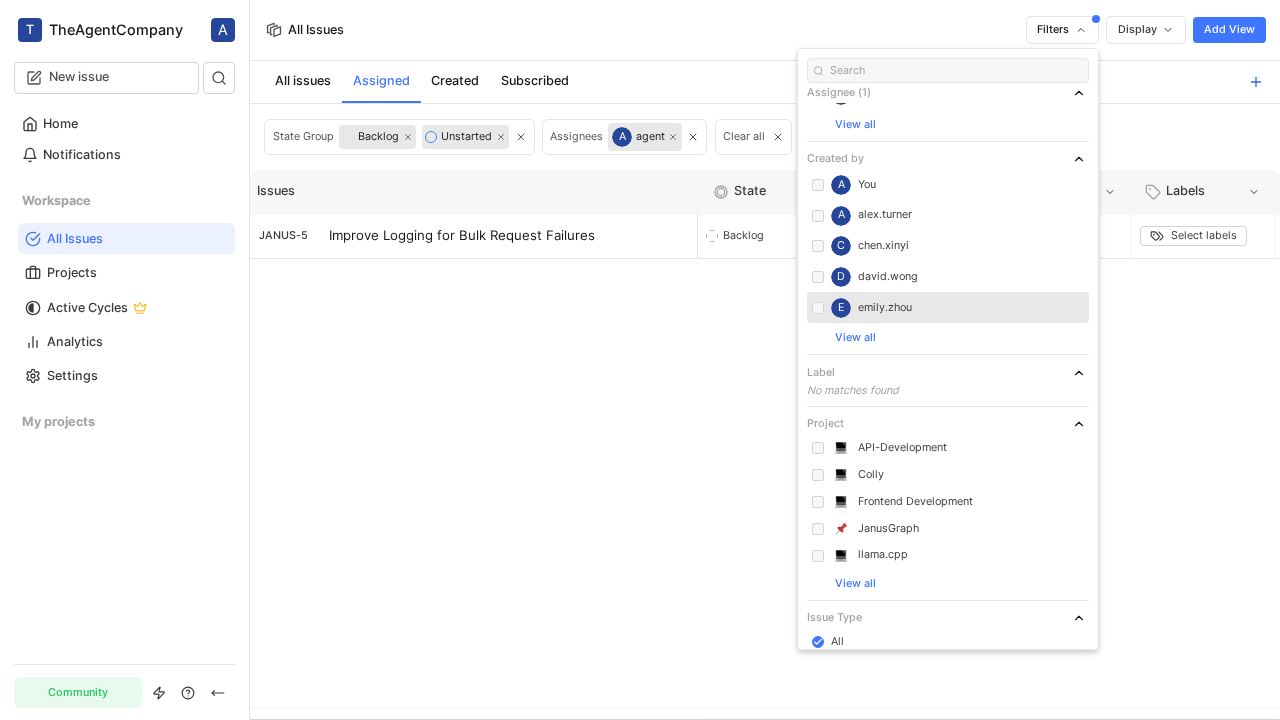 T TheAgentCompany A
New issue
Home
Notifications
Workspace
All Issues
Projects
Active Cycles
Analytics
Settings
My projects
Community
All Issues
Filters
Display
Add View
All issues Assigned Created Subscribed
State Group Backlog Unstarted Assignees A agent Clear all
Issues State Labels
JANUS-5 Improve Logging for Bulk Request Failures Backlog Select labels
Search
Assignee (1)
View all
Created by
A You
A alex.turner
C chen.xinyi
D david.wong
E emily.zhou
View all
Label
No matches found
Project
API-Development
Colly
Frontend Development
JanusGraph
llama.cpp
View all
Issue Type
All